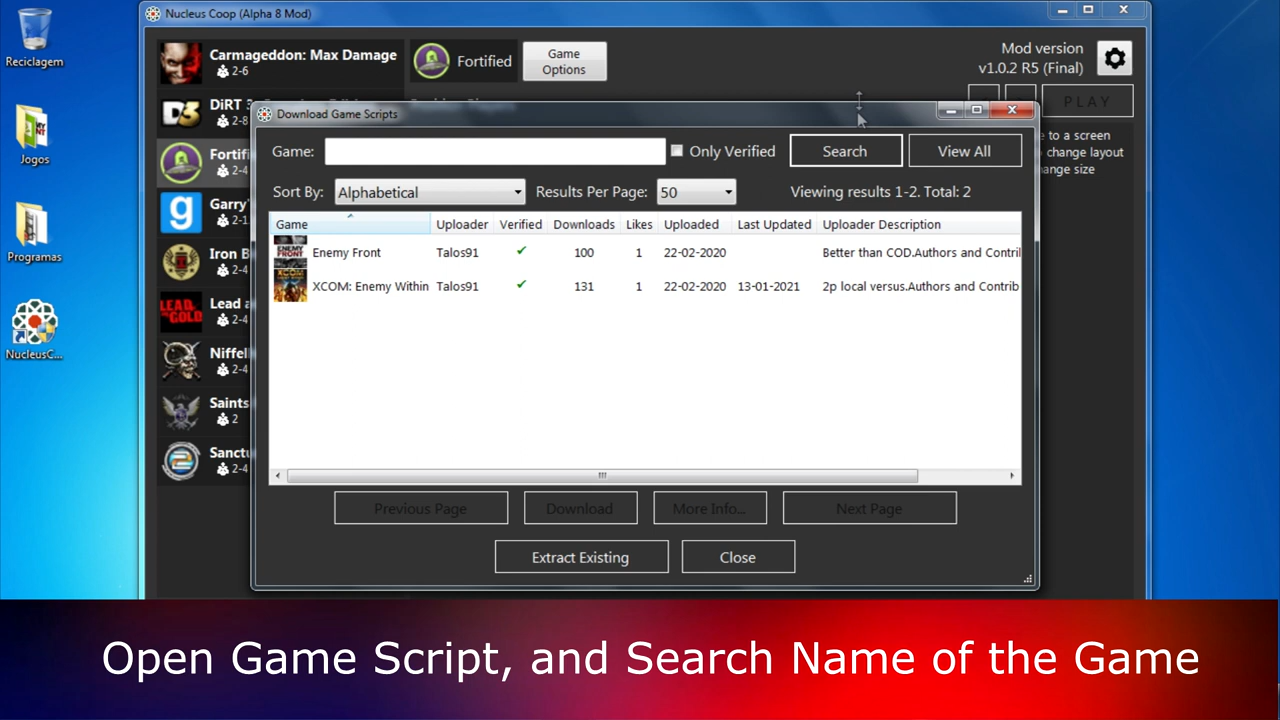 Reciclagem
Jogos
Programas
NucleusC...
Nucleus Coop (Alpha 8 Mod)
Carmageddon: Max Damage
2-6
DiRT 3
2-8
Fortifi
2-4
Garry'
2-1
Iron B
2-4
Lead a
2-4
Niffel
2-4
Saints
2
Sanctu
2-4
Fortified
Game
Options
Mod version
v1.0.2 R5 (Final)
PLAY
e to a screen
change layout
ange size
Download Game Scripts
Game:
Only Verified
Search
View All
Sort By:
Alphabetical
Results Per Page:
50
Viewing results 1-2. Total: 2
Game Uploader Verified Downloads Likes Uploaded Last Updated Uploader Description
Enemy Front Talos91 100 1 22-02-2020 Better than COD.Authors and Contril
XCOM: Enemy Within Talos91 131 1 22-02-2020 13-01-2021 2p local versus.Authors and Contrib
Previous Page
Download
More Info...
Next Page
Extract Existing
Close
Open Game Script, and Search Name of the Game